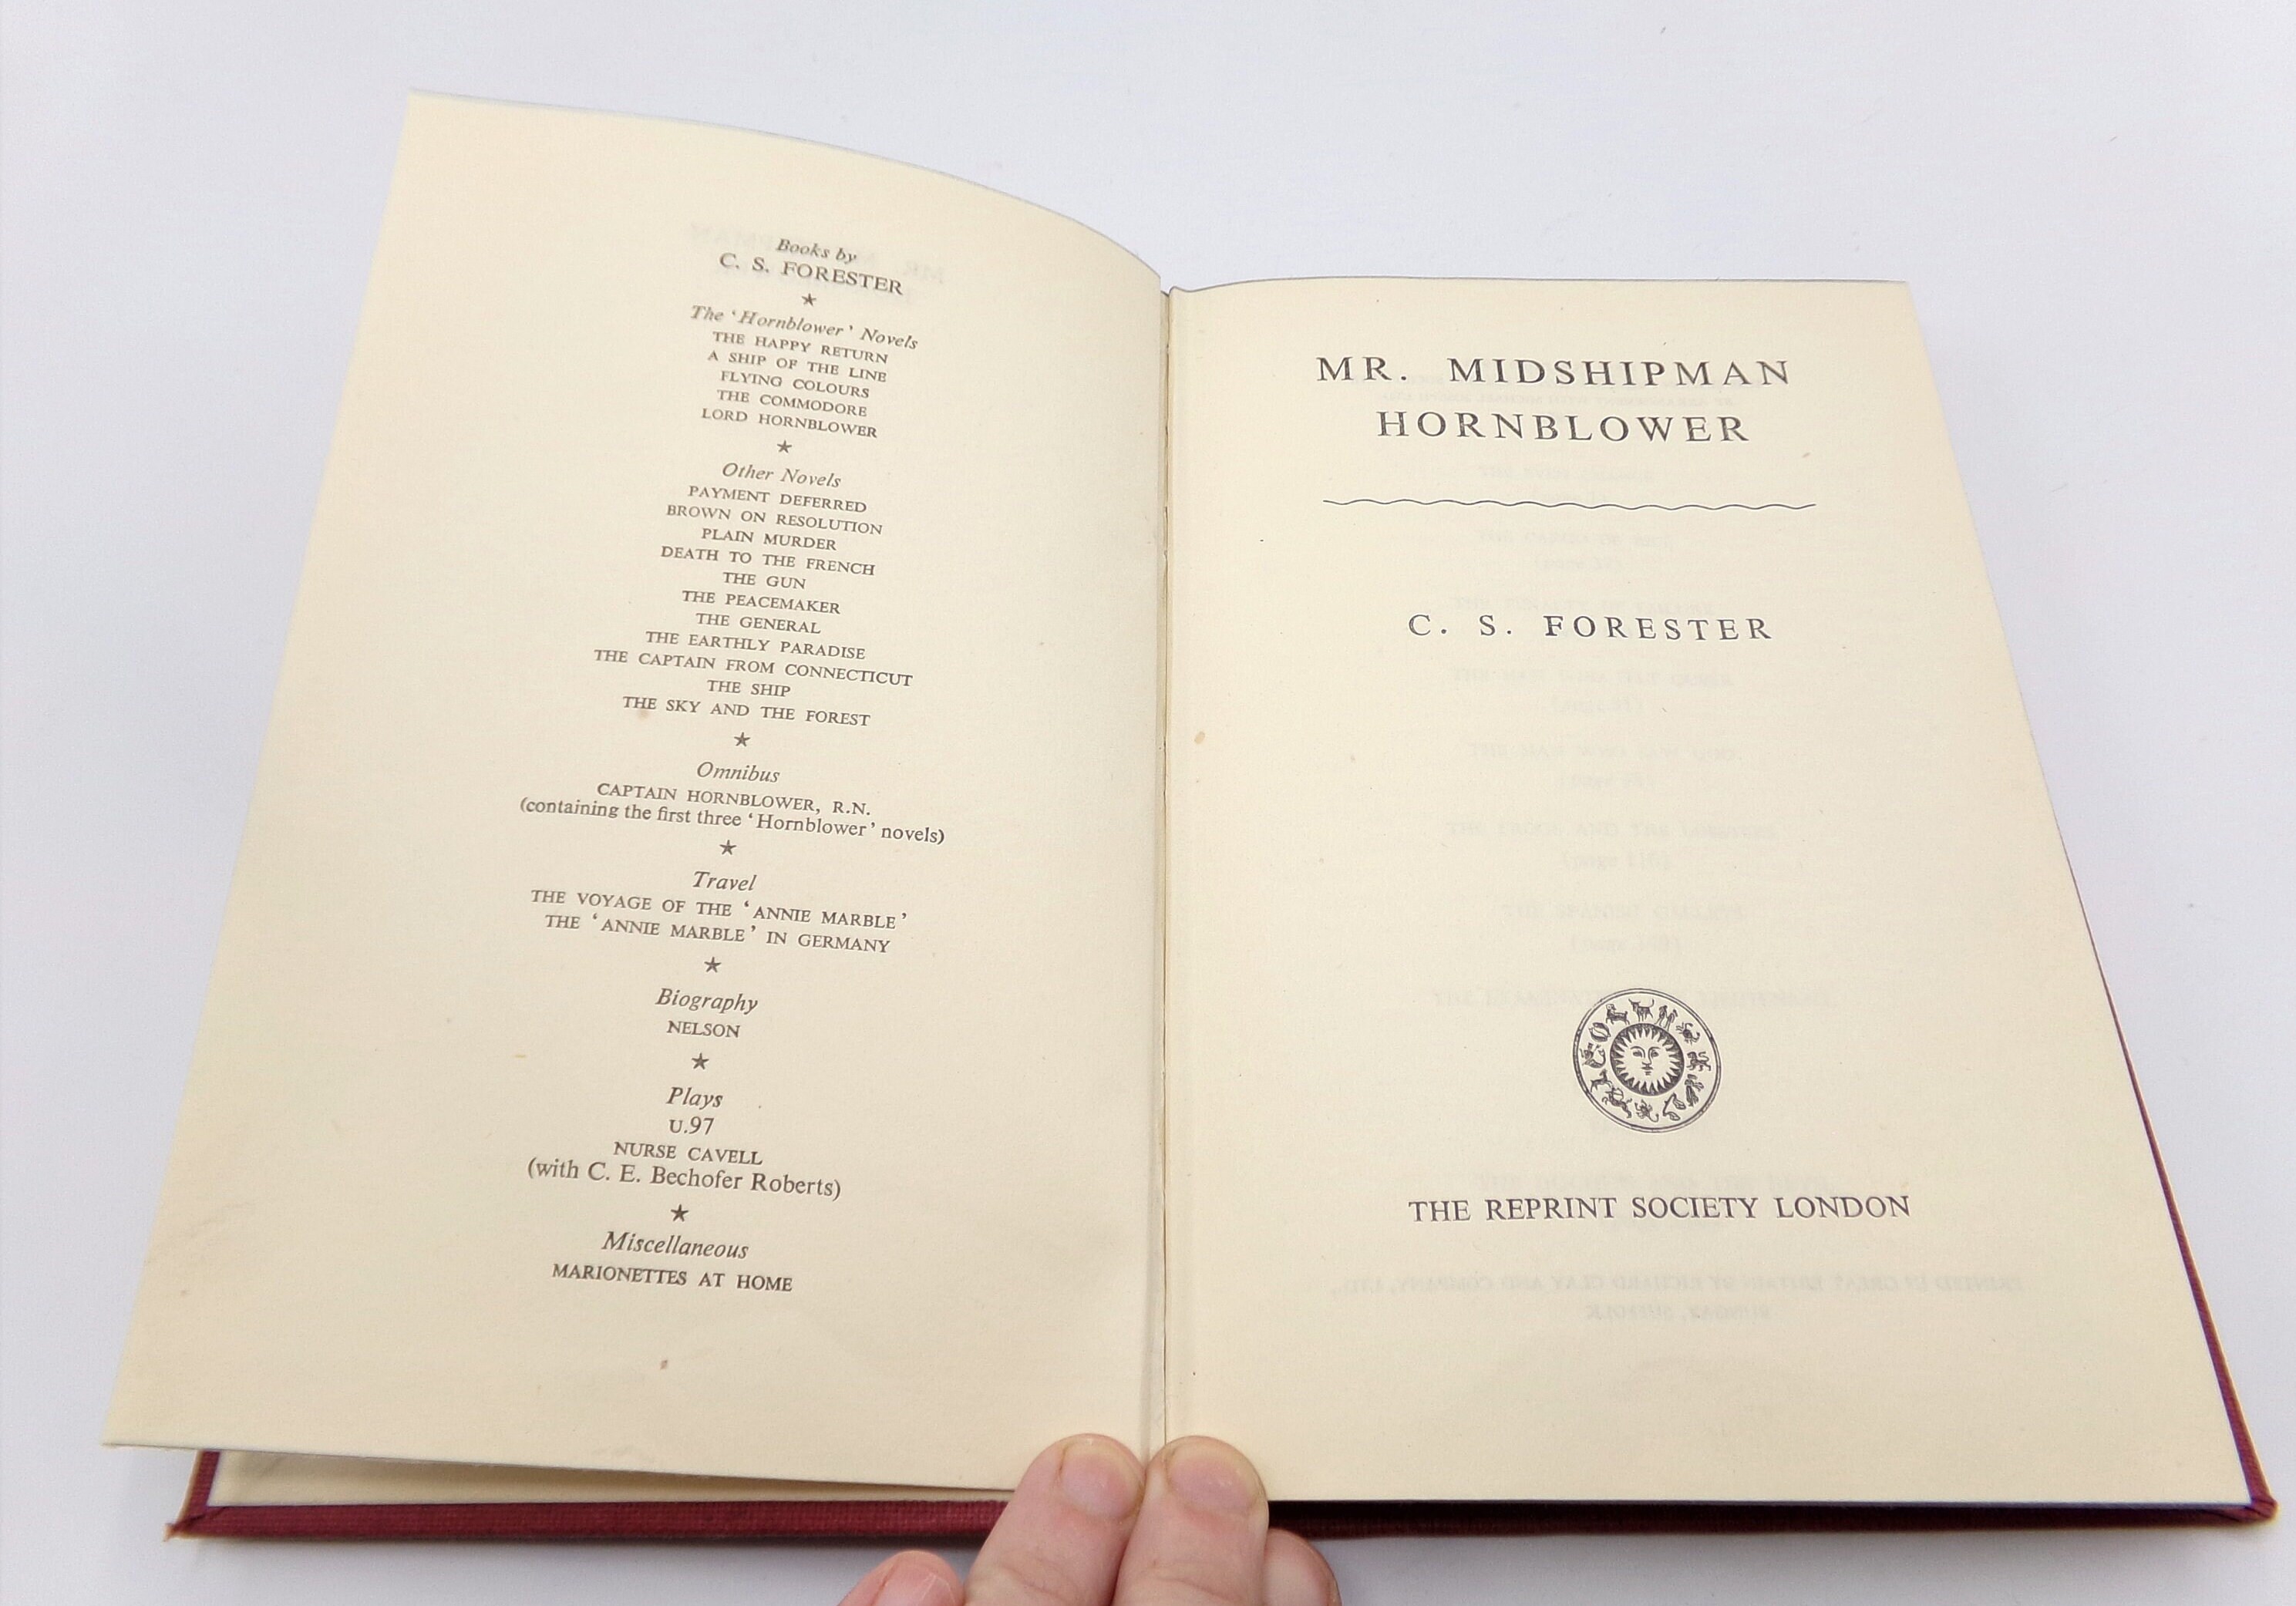 Books by
C. S. FORESTER
★
The ‘Hornblower’ Novels
THE HAPPY RETURN
A SHIP OF THE LINE
FLYING COLOURS
THE COMMODORE
LORD HORNBLOWER
★
Other Novels
PAYMENT DEFERRED
BROWN ON RESOLUTION
PLAIN MURDER
DEATH TO THE FRENCH
THE GUN
THE PEACEMAKER
THE GENERAL
THE EARTHLY PARADISE
THE CAPTAIN FROM CONNECTICUT
THE SHIP
THE SKY AND THE FOREST
★
Omnibus
CAPTAIN HORNBLOWER, R.N.
(containing the first three ‘Hornblower’ novels)
★
Travel
THE VOYAGE OF THE ‘ANNIE MARBLE’
THE ‘ANNIE MARBLE’ IN GERMANY
★
Biography
NELSON
★
Plays
U.97
NURSE CAVELL
(with C. E. Bechofer Roberts)
★
Miscellaneous
MARIONETTES AT HOME
MR. MIDSHIPMAN
HORNBLOWER
C. S. FORESTER
THE REPRINT SOCIETY LONDON